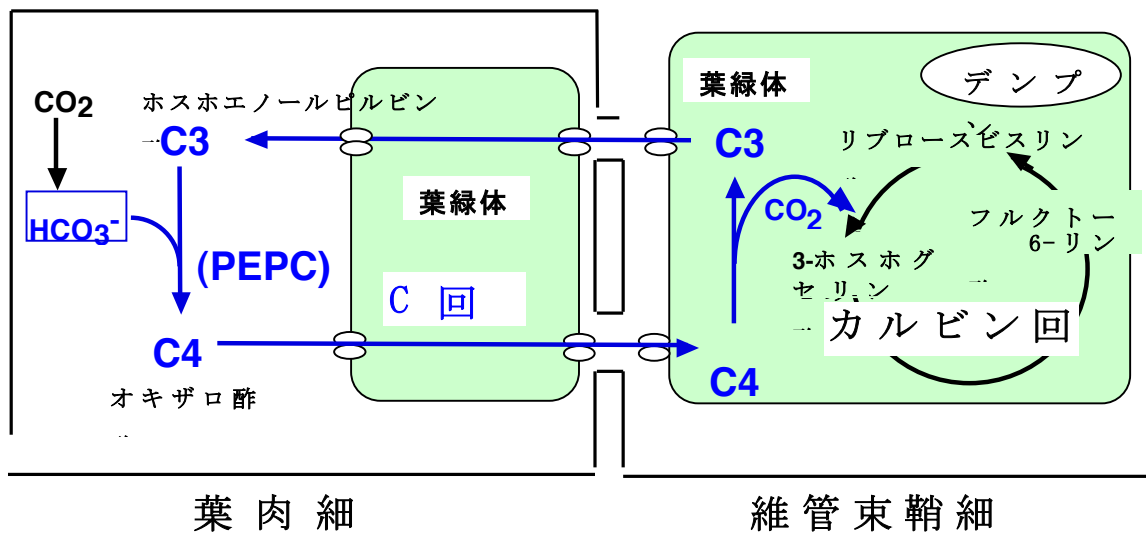 CO2
ホスホエノールピルビン
C3
HCO3-
(PEPC)
C4
オキザロ酢
葉緑体
C 回
葉緑体
デンプ
C3
リブロースビスリン
CO2
フルクトー
6-リン
3-ホスホグ
セリン
カルビン回
C4
葉肉細
維管束鞘細